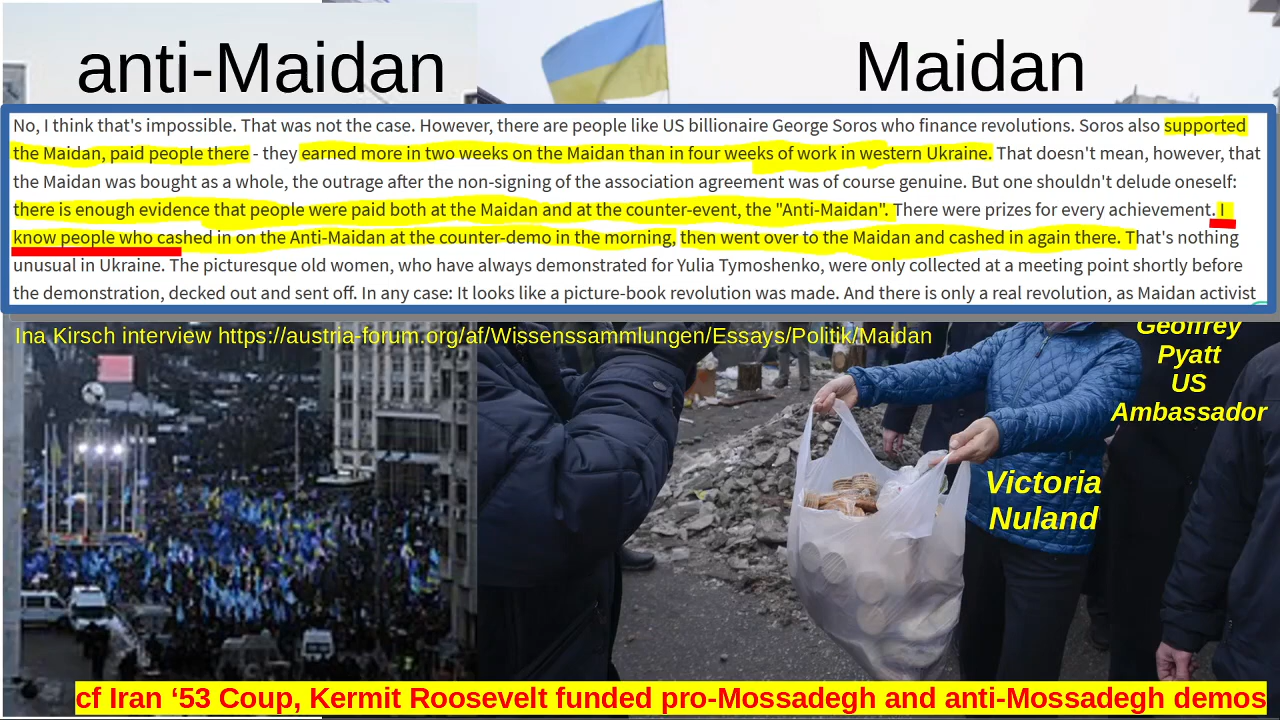 anti-Maidan
Maidan
No, I think that's impossible. That was not the case. However, there are people like US billionaire George Soros who finance revolutions. Soros also supported
the Maidan, paid people there - they earned more in two weeks on the Maidan than in four weeks of work in western Ukraine. That doesn't mean, however, that
the Maidan was bought as a whole, the outrage after the non-signing of the association agreement was of course genuine. But one shouldn't delude oneself:
there is enough evidence that people were paid both at the Maidan and at the counter-event, the "Anti-Maidan". There were prizes for every achievement. I
know people who cashed in on the Anti-Maidan at the counter-demo in the morning, then went over to the Maidan and cashed in again there. That's nothing
unusual in Ukraine. The picturesque old women, who have always demonstrated for Yulia Tymoshenko, were only collected at a meeting point shortly before
the demonstration, decked out and sent off. In any case: It looks like a picture-book revolution was made. And there is only a real revolution, as Maidan activist
Ina Kirsch interview https://austria-forum.org/af/Wissenssammlungen/Essays/Politik/Maidan
Geoffrey
Pyatt
US
Ambassador
Victoria
Nuland
cf Iran ‘53 Coup, Kermit Roosevelt funded pro-Mossadegh and anti-Mossadegh demos